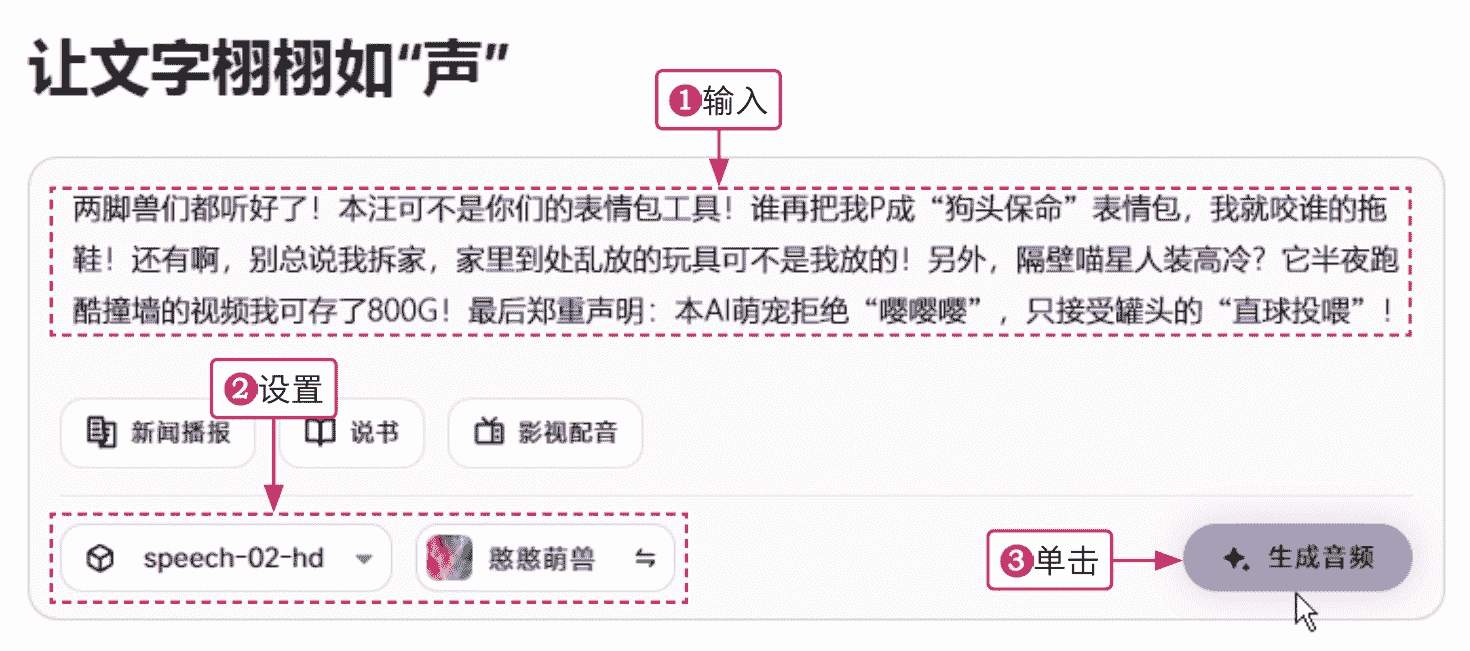 让文字栩栩如“声”
❶输入
两脚兽们都听好了！本汪可不是你们的表情包工具！谁再把我P成“狗头保命”表情包，我就咬谁的拖
鞋！还有啊，别总说我拆家，家里到处乱放的玩具可不是我放的！另外，隔壁喵星人装高冷？它半夜跑
酷撞墙的视频我可存了800G！最后郑重声明：本AI萌宠拒绝“嘤嘤嘤”，只接受罐头的“直球投喂”！
❷设置
新闻播报 说书 影视配音
speech-02-hd 憨憨萌兽 ❸单击 生成音频